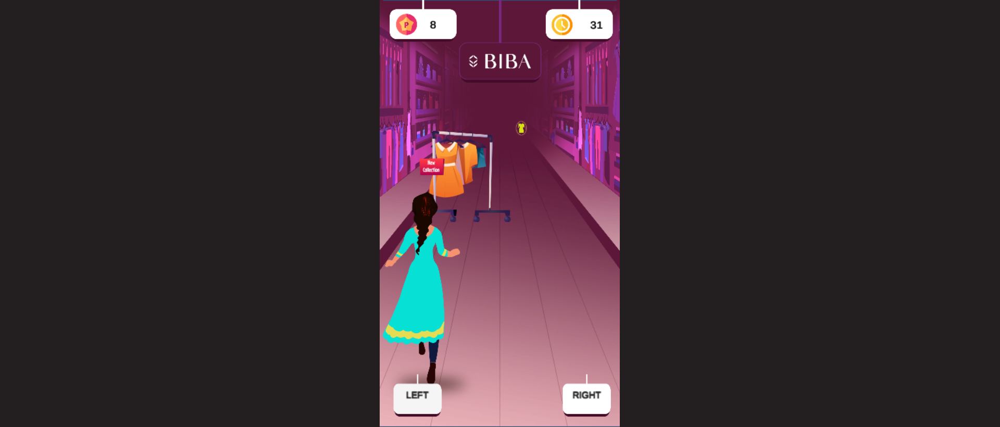 P
8
31
BIBA
New
Collection
LEFT
RIGHT